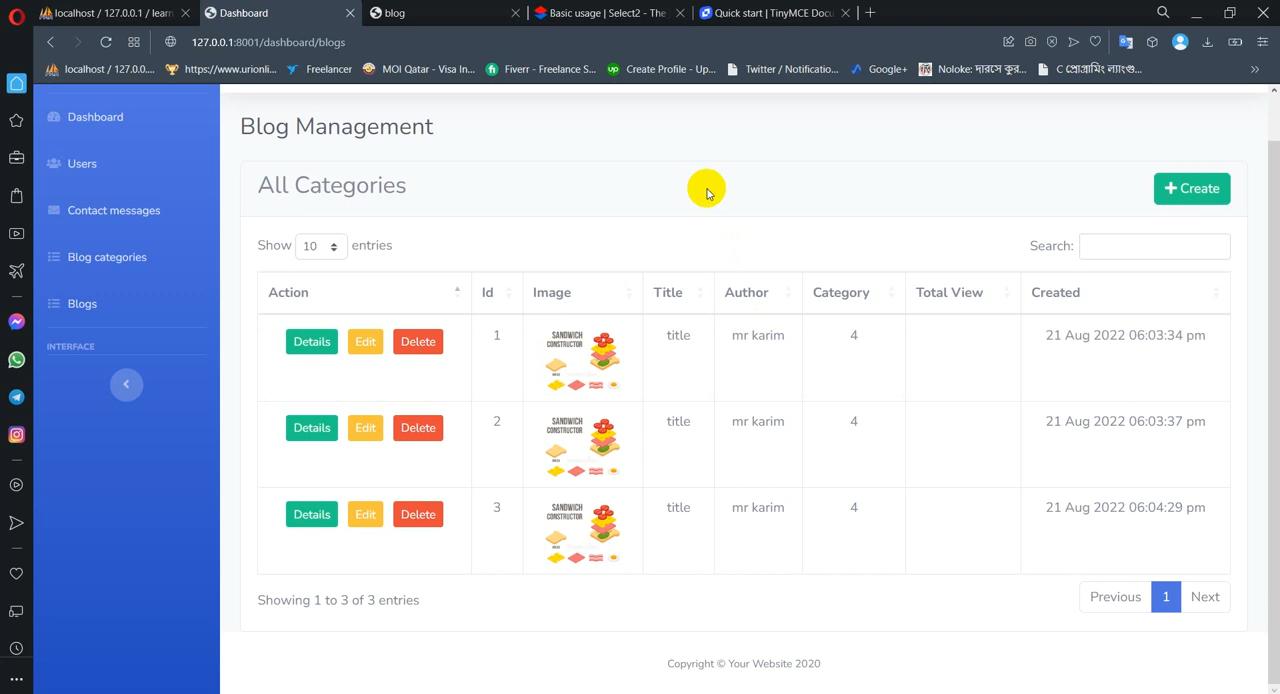 localhost / 127.0.0.1 / learn
Dashboard
blog
Basic usage | Select2 - The
Quick start | TinyMCE Docu
127.0.0.1:8001/dashboard/blogs
localhost / 127.0.0....
https://www.urionli...
Freelancer
MOI Qatar - Visa In...
Fiverr - Freelance S...
Create Profile - Up...
Twitter / Notificatio...
Google+
Noloke: দারসে কুর...
C প্রোগ্রামিং ল্যাংগু...
Dashboard
Users
Contact messages
Blog categories
Blogs
INTERFACE
Blog Management
All Categories
Create
Show 10 entries
Search:
Action Id Image Title Author Category Total View Created
Details Edit Delete 1 SANDWICH CONSTRUCTOR title mr karim 4 21 Aug 2022 06:03:34 pm
Details Edit Delete 2 SANDWICH CONSTRUCTOR title mr karim 4 21 Aug 2022 06:03:37 pm
Details Edit Delete 3 SANDWICH CONSTRUCTOR title mr karim 4 21 Aug 2022 06:04:29 pm
Showing 1 to 3 of 3 entries
Previous 1 Next
Copyright © Your Website 2020